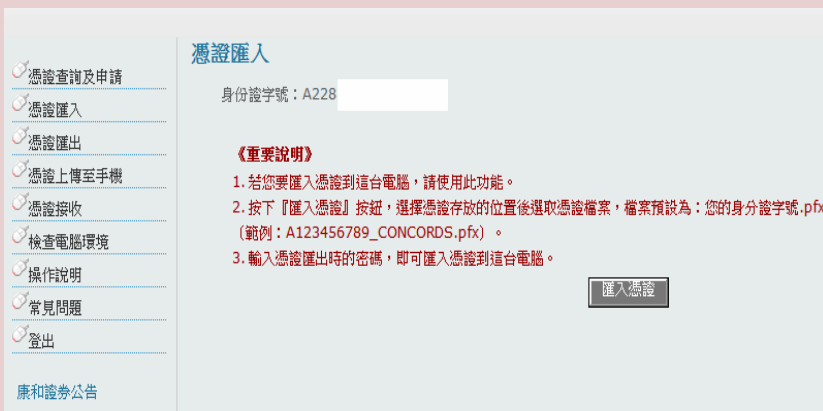 憑證查詢及申請
憑證匯入
憑證匯出
憑證上傳至手機
憑證接收
檢查電腦環境
操作說明
常見問題
登出
康和證券公告
憑證匯入
身份證字號：A228
《重要說明》
1. 若您要匯入憑證到這台電腦，請使用此功能。
2. 按下『匯入憑證』按鈕，選擇憑證存放的位置後選取憑證檔案，檔案預設為：您的身分證字號.pfx
（範例：A123456789_CONCORDS.pfx）。
3. 輸入憑證匯出時的密碼，即可匯入憑證到這台電腦。
匯入憑證